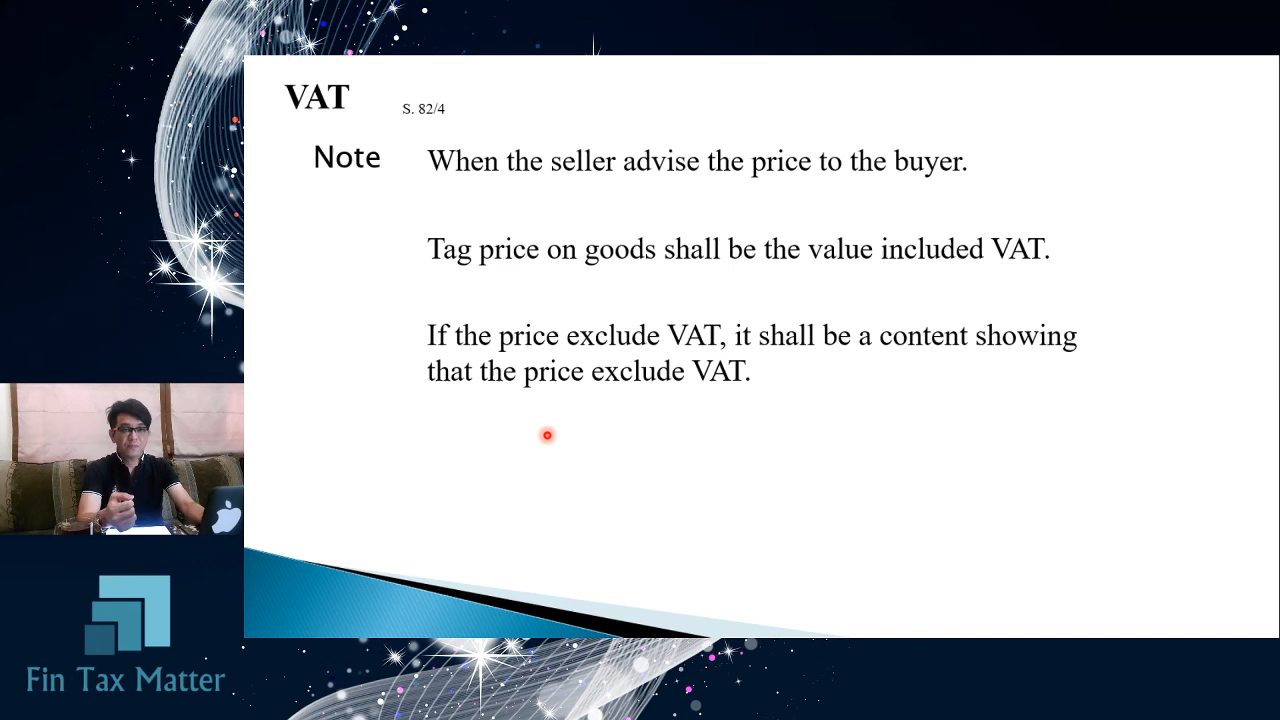 VAT S. 82/4
Note When the seller advise the price to the buyer.
Tag price on goods shall be the value included VAT.
If the price exclude VAT, it shall be a content showing
that the price exclude VAT.
Fin Tax Matter